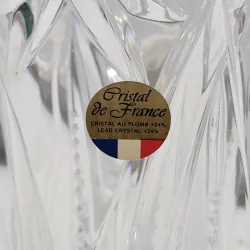 Cristal
de France
CRISTAL AU PLOMB +24%
LEAD CRYSTAL +24%